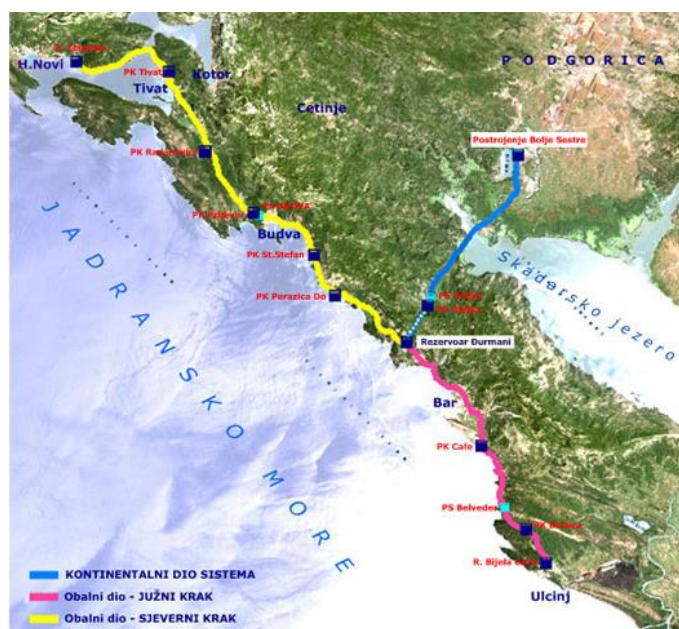 PODGORICA
H.Novi
PK Tivat
Kotor
Tivat
Cetinje
Postrojenje Bolje Sestre
Budva
PK St.Stefan
PK Perazica Do
Skadarsko jezero
Rezervoar Đurmani
JADRANSKO MORE
Bar
PK Cafe
PS Belveder
R. Bijela
Ulcinj
KONTINENTALNI DIO SISTEMA
Obalni dio - JUŽNI KRAK
Obalni dio - SJEVERNI KRAK